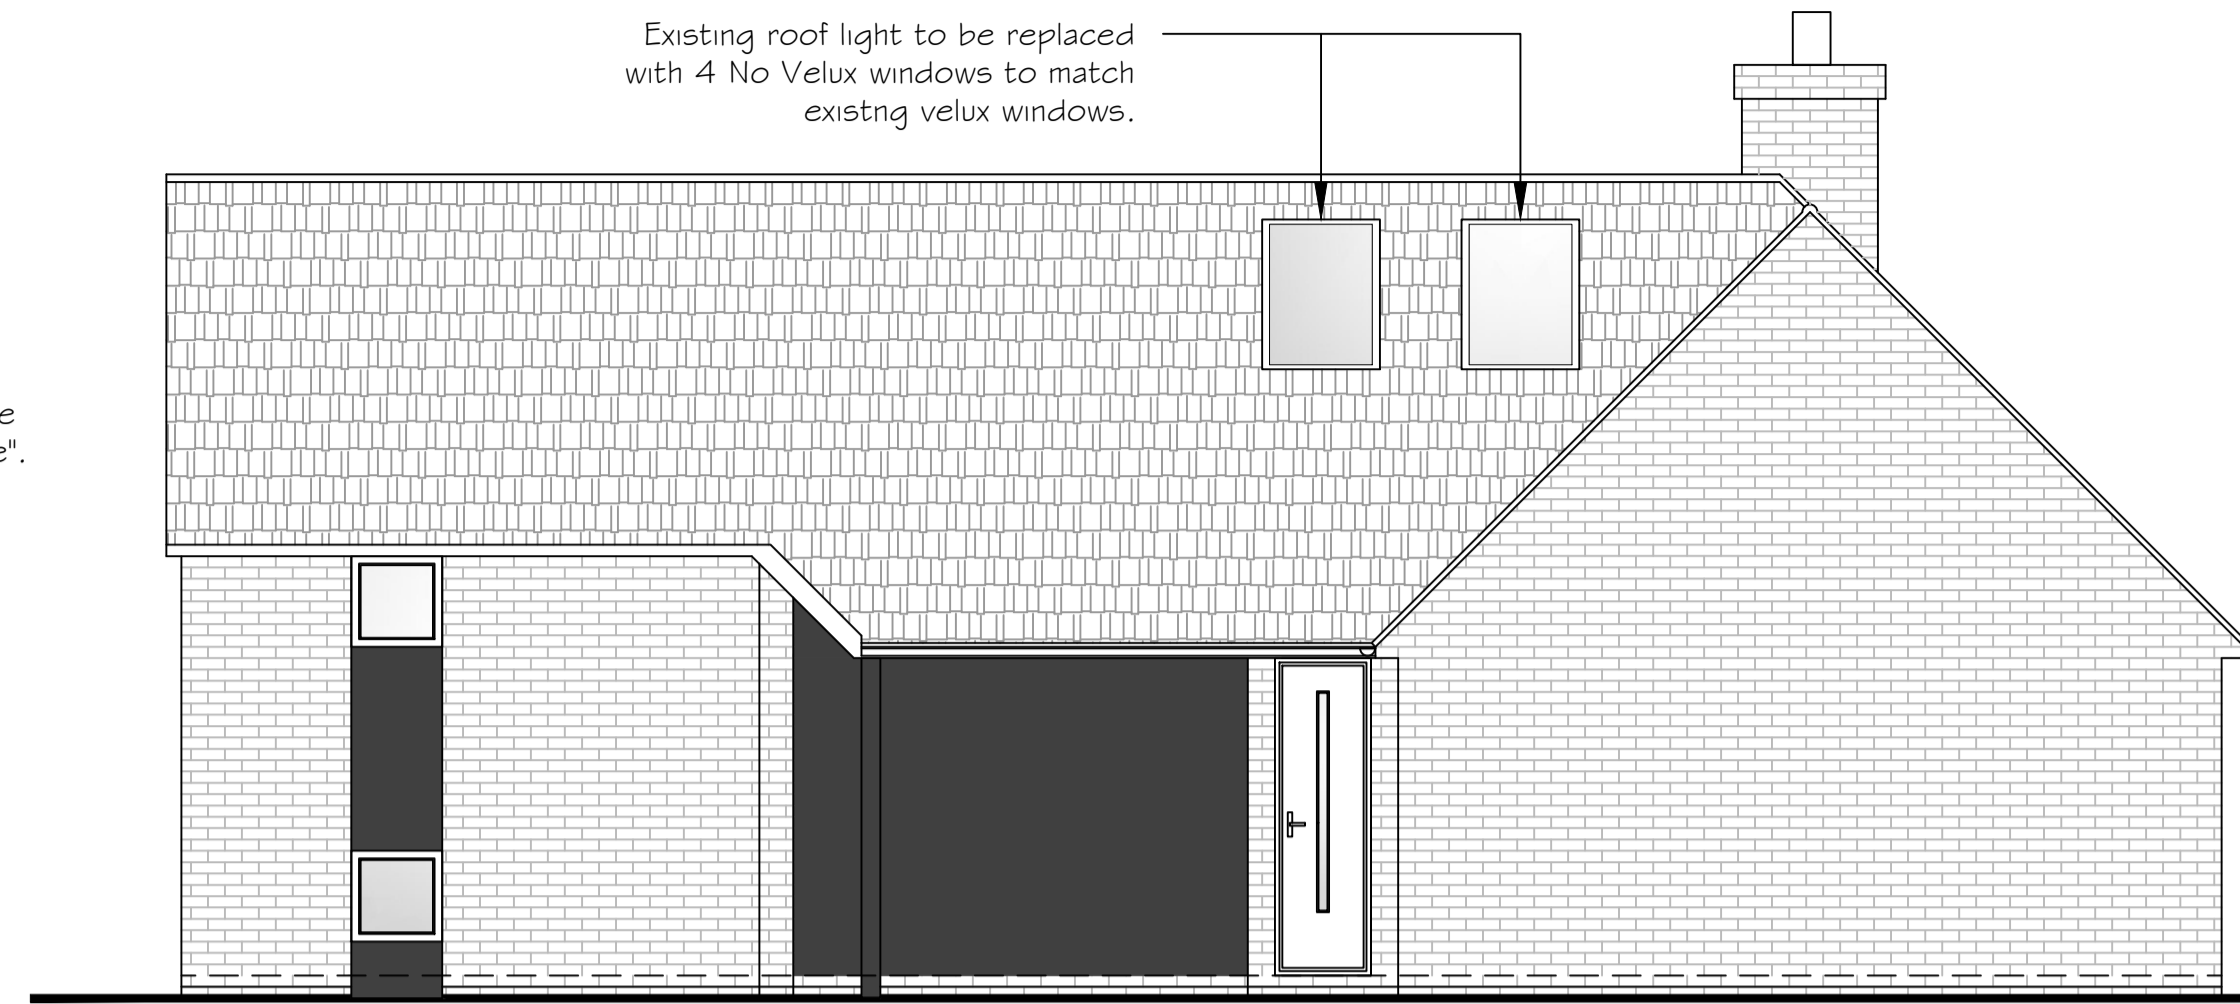 Existing roof light to be replaced
with 4 No Velux windows to match
existng velux windows.
e
e".